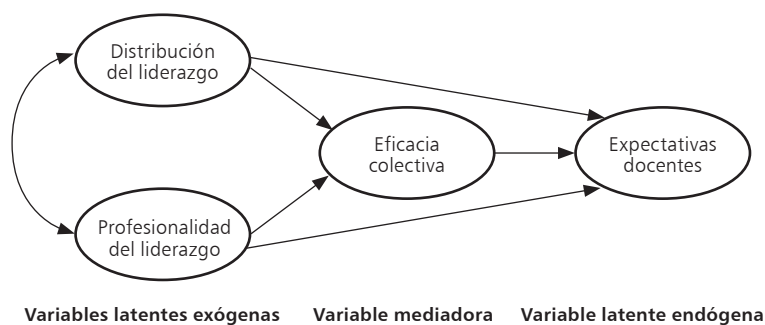 Distribución
del liderazgo
Eficacia
colectiva
Expectativas
docentes
Profesionalidad
del liderazgo
Variables latentes exógenas
Variable mediadora
Variable latente endógena